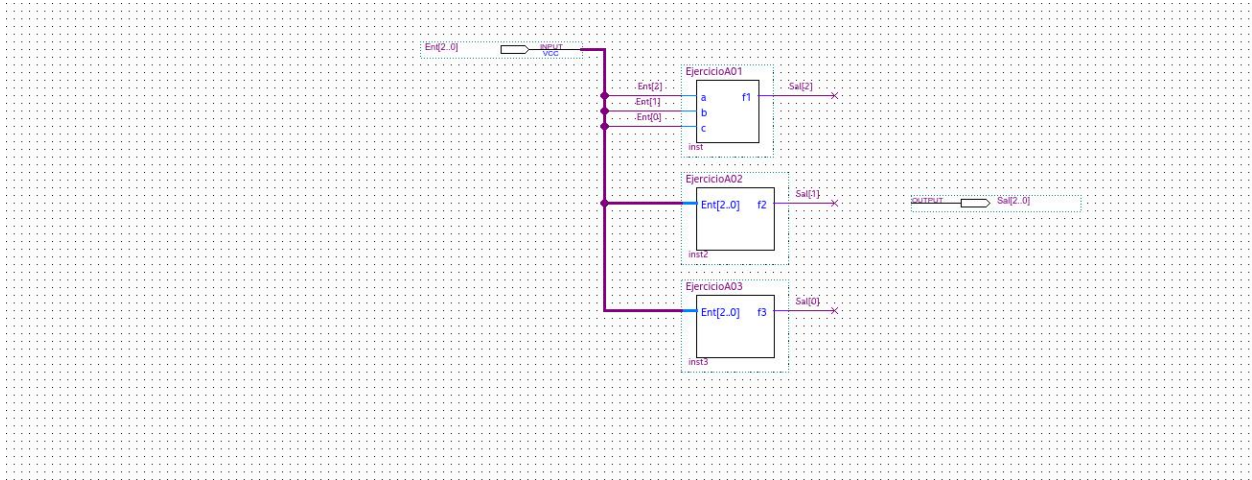 Ent[2..0]
INPUT
VCC
EjercicioA01
Ent[2]
a
f1
Sal[2]
Ent[1]
b
Ent[0]
c
inst
EjercicioA02
Ent[2..0]
f2
Sal[1]
inst2
OUTPUT
Sal[2..0]
EjercicioA03
Ent[2..0]
f3
Sal[0]
inst3